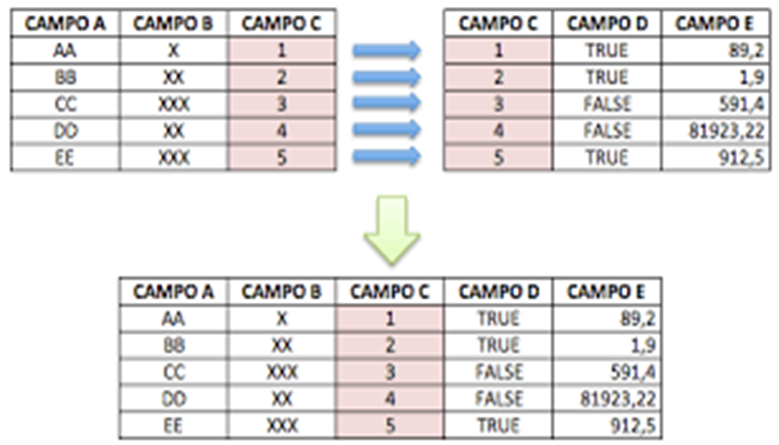 CAMPO A CAMPO B CAMPO C
AA X 1
BB XX 2
CC XXX 3
DD XX 4
EE XXX 5
CAMPO C CAMPO D CAMPO E
1 TRUE 89,2
2 TRUE 1,9
3 FALSE 591,4
4 FALSE 81923,22
5 TRUE 912,5
CAMPO A CAMPO B CAMPO C CAMPO D CAMPO E
AA X 1 TRUE 89,2
BB XX 2 TRUE 1,9
CC XXX 3 FALSE 591,4
DD XX 4 FALSE 81923,22
EE XXX 5 TRUE 912,5